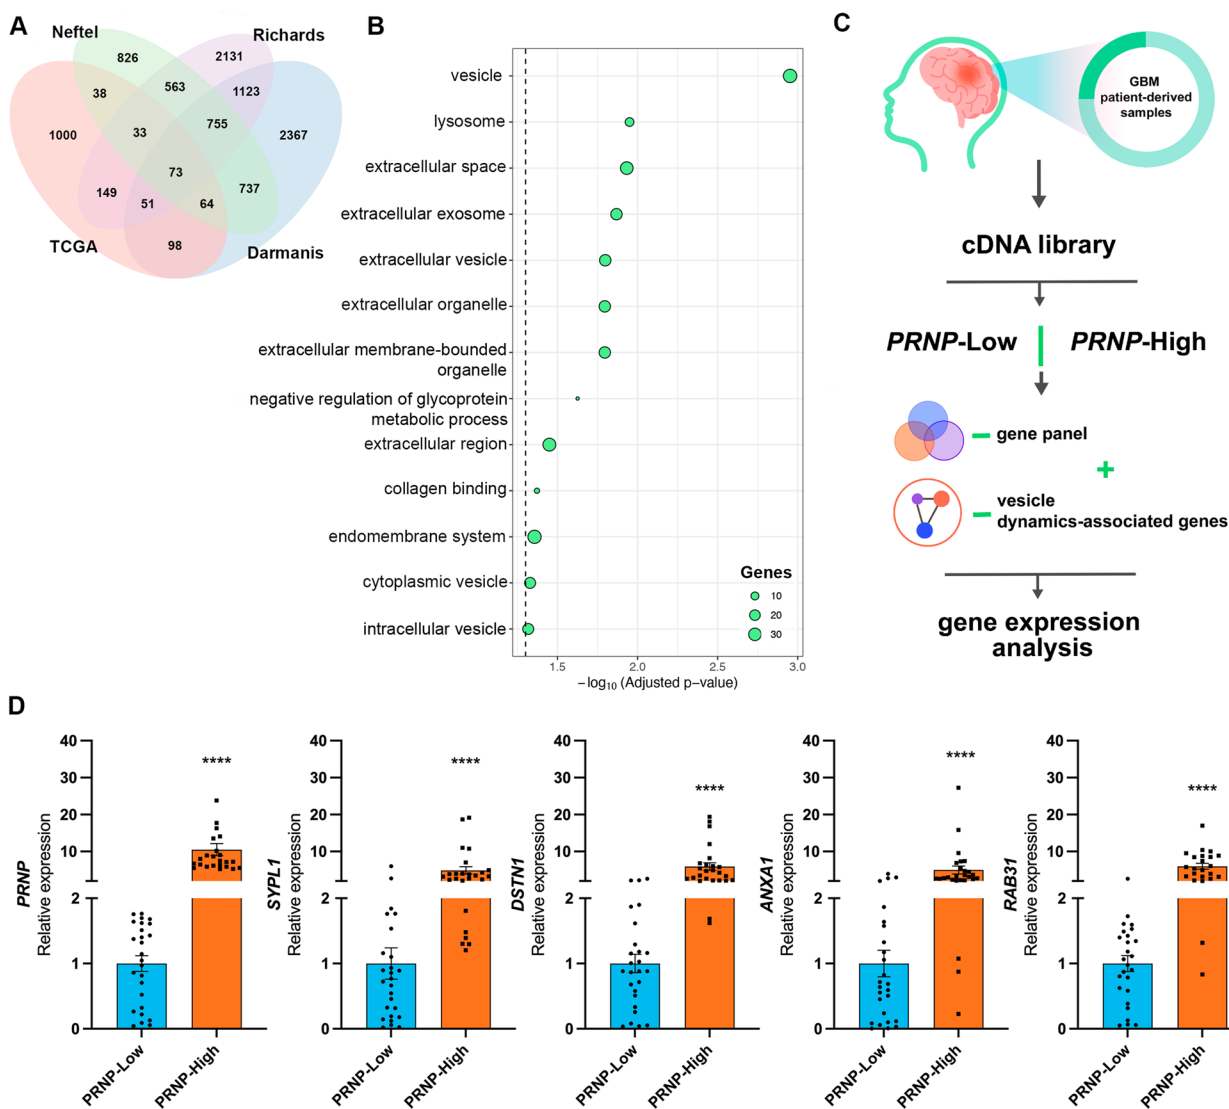 A
Neftel
Richards
826
2131
38
563
1123
1000
33
755
2367
73
149
51
64
737
TCGA
98
Darmanis
B
vesicle
lysosome
extracellular space
extracellular exosome
extracellular vesicle
extracellular organelle
extracellular membrane-bounded
organelle
negative regulation of glycoprotein
metabolic process
extracellular region
collagen binding
endomembrane system
cytoplasmic vesicle
intracellular vesicle
Genes
10
20
30
1.5
2.0
2.5
3.0
−log10 (Adjusted p−value)
C
GBM
patient-derived
samples
cDNA library
PRNP-Low
PRNP-High
gene panel
+
vesicle
dynamics-associated genes
gene expression
analysis
D
PRNP
Relative expression
40
30
20
10
2
1
0
****
PRNP-Low
PRNP-High
SYPL1
Relative expression
40
30
20
10
2
1
0
****
PRNP-Low
PRNP-High
DSTN1
Relative expression
40
30
20
10
2
1
0
****
PRNP-Low
PRNP-High
ANXA1
Relative expression
40
30
20
10
2
1
0
****
PRNP-Low
PRNP-High
RAB31
Relative expression
40
30
20
10
2
1
0
****
PRNP-Low
PRNP-High